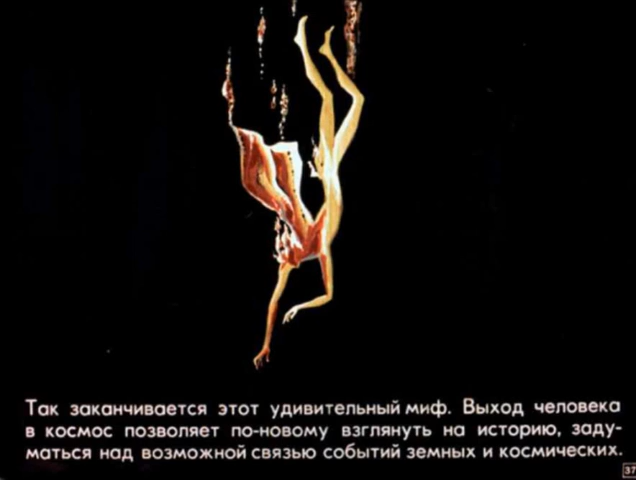 Так заканчивается этот удивительный миф. Выход человека
в космос позволяет по-новому взглянуть на историю, заду-
маться над возможной связью событий земных и космических.
37